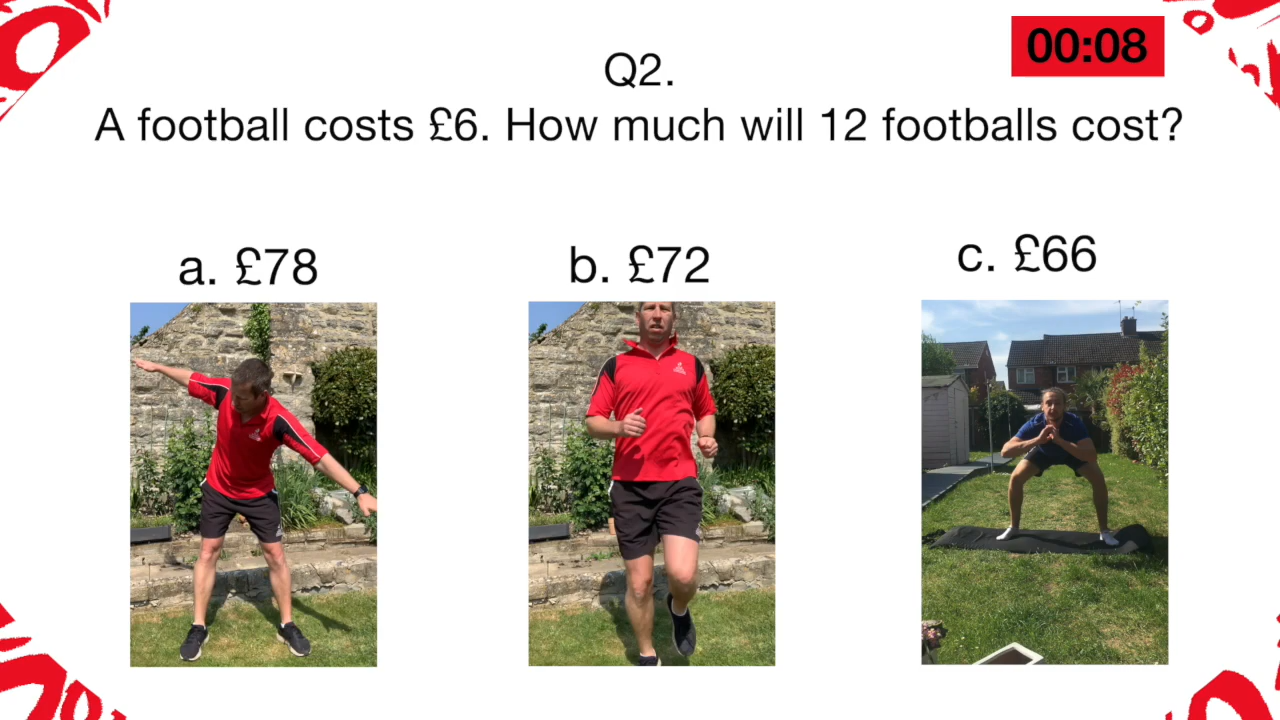 00:08
Q2.
A football costs £6. How much will 12 footballs cost?
a. £78
b. £72
c. £66